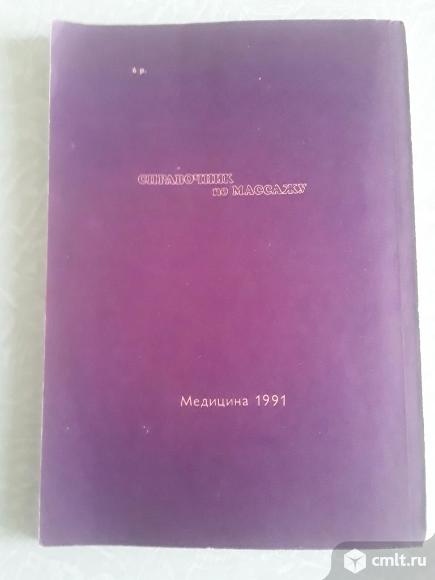 6 р.
СПРАВОЧНИК
по МАССАЖУ
Медицина 1991
cmlt.ru